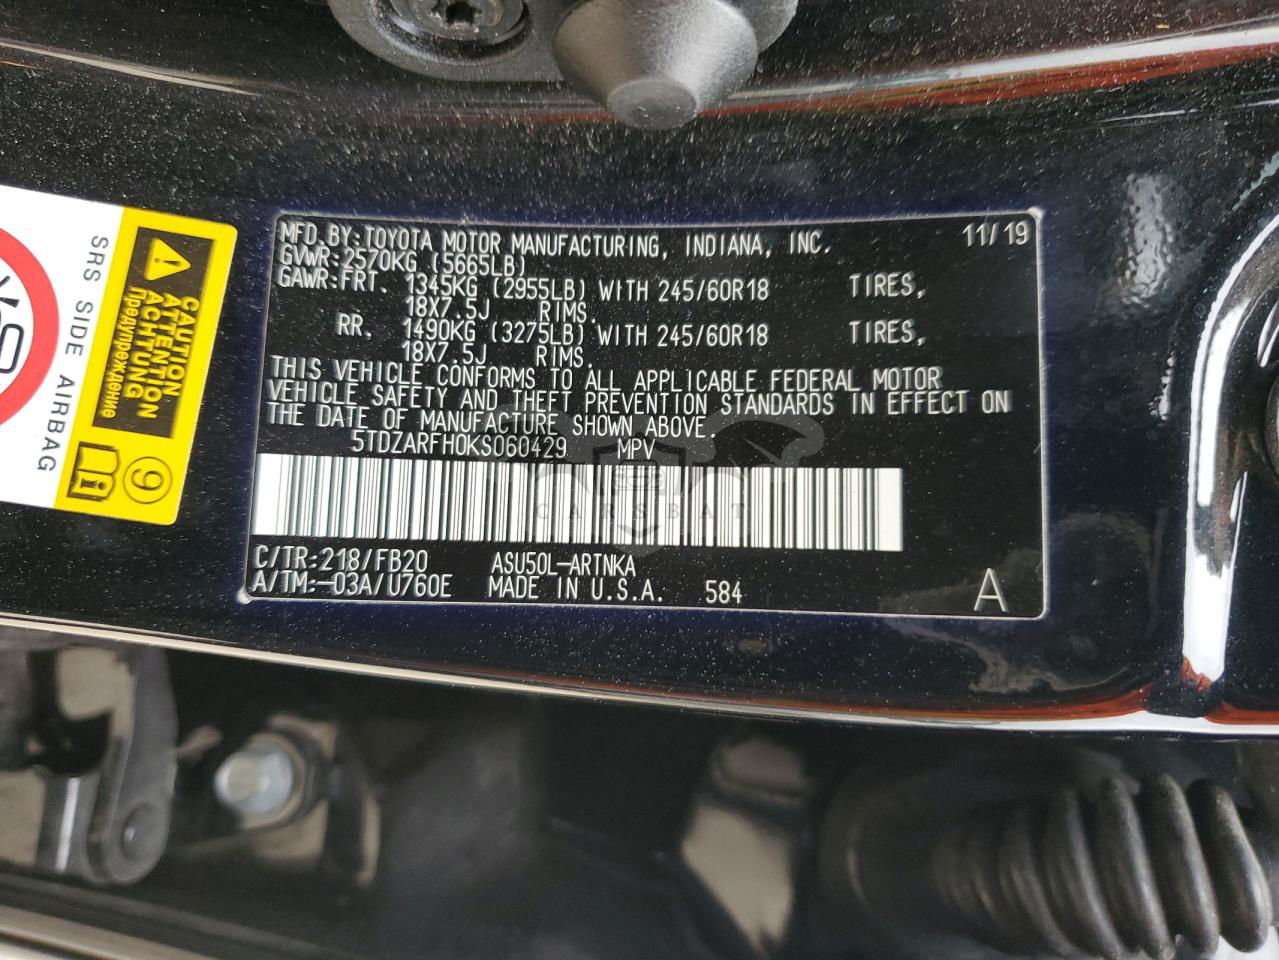 MFD.BY:TOYOTA MOTOR MANUFACTURING, INDIANA, INC. 11/19
GVWR:2570KG (5665LB)
GAWR:FRT. 1345KG (2955LB) WITH 245/60R18 TIRES,
18X7.5J RIMS.
RR. 1490KG (3275LB) WITH 245/60R18 TIRES,
18X7.5J RIMS.
THIS VEHICLE CONFORMS TO ALL APPLICABLE FEDERAL MOTOR
VEHICLE SAFETY AND THEFT PREVENTION STANDARDS IN EFFECT ON
THE DATE OF MANUFACTURE SHOWN ABOVE.
5TDZARFH0KS060429 MPV
CARSBAT
C/TR:218/FB20 ASU50L-ARTNKA
A/TM:-03A/U760E MADE IN U.S.A. 584 A
SRS SIDE AIRBAG
CAUTION
ATTENTION
ACHTUNG
Предупреждение
9